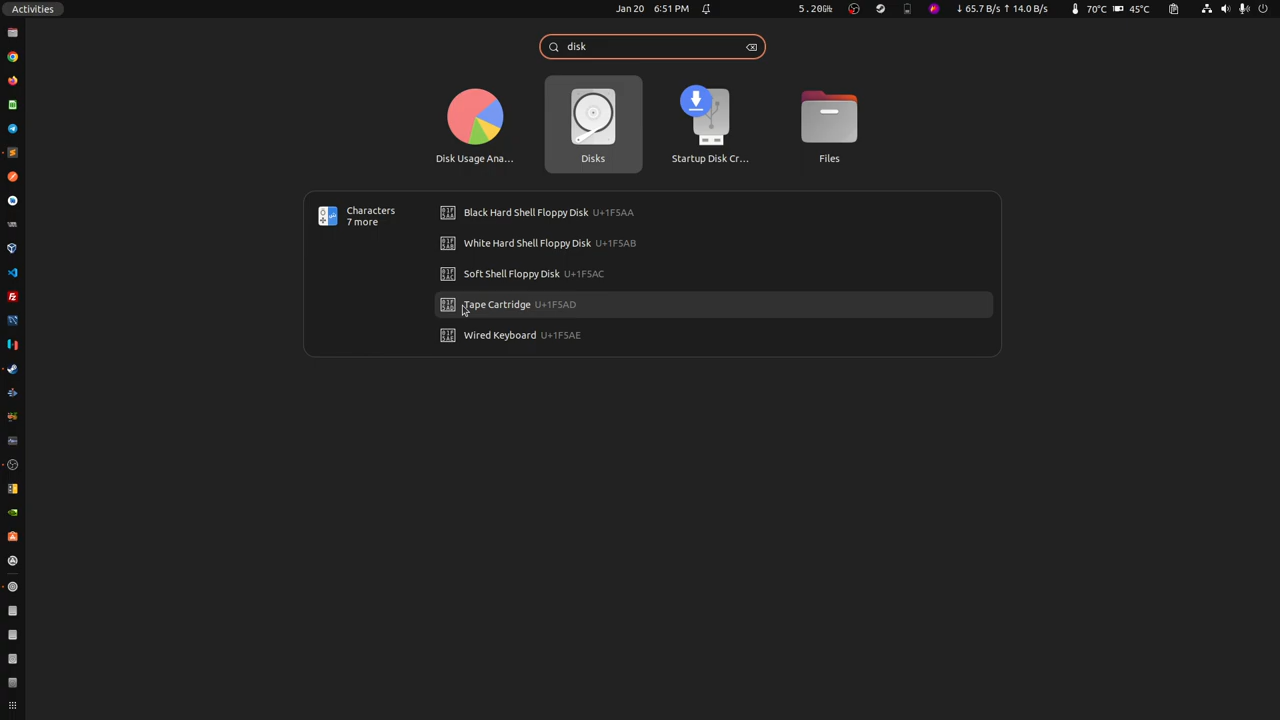 Activities
Jan 20 6:51 PM
5.20GHz
↓ 65.7 B/s ↑ 14.0 B/s
70°C
45°C
disk
Disk Usage Ana...
Disks
Startup Disk Cr...
Files
Characters
7 more
Black Hard Shell Floppy Disk U+1F5AA
White Hard Shell Floppy Disk U+1F5AB
Soft Shell Floppy Disk U+1F5AC
Tape Cartridge U+1F5AD
Wired Keyboard U+1F5AE